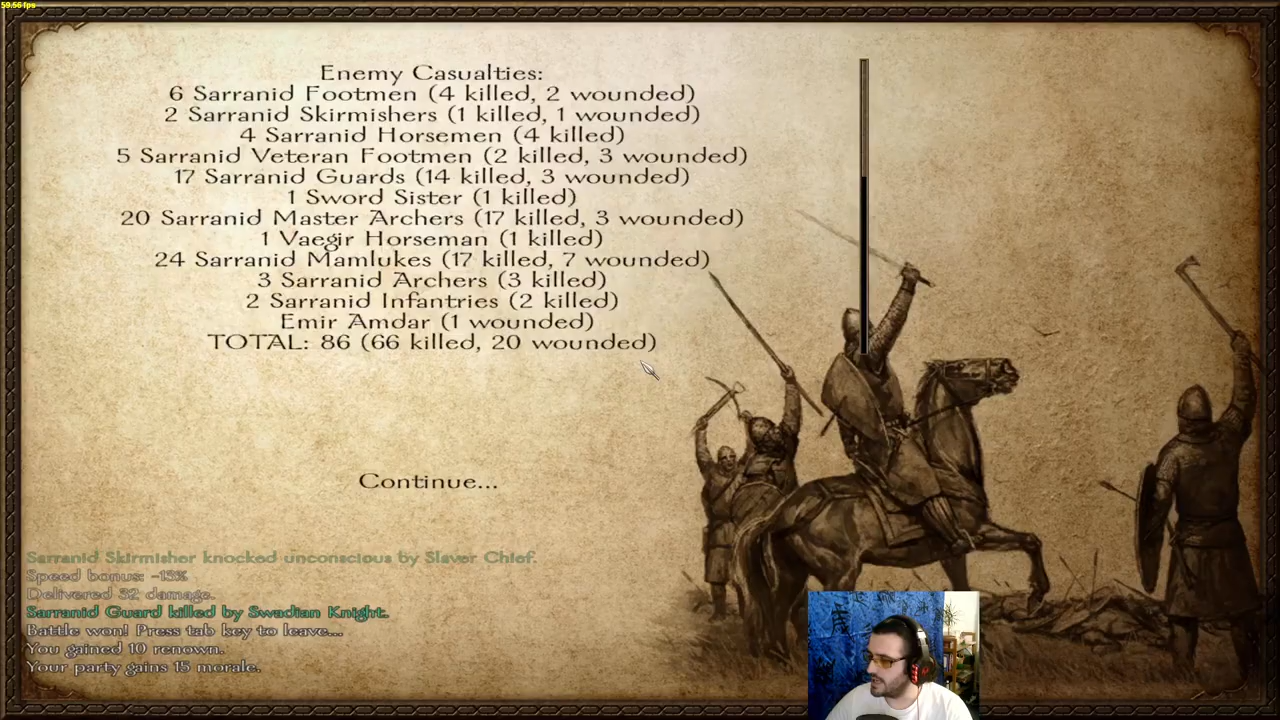 59.56 fps
Enemy Casualties:
6 Sarranid Footmen (4 killed, 2 wounded)
2 Sarranid Skirmishers (1 killed, 1 wounded)
4 Sarranid Horsemen (4 killed)
5 Sarranid Veteran Footmen (2 killed, 3 wounded)
17 Sarranid Guards (14 killed, 3 wounded)
1 Sword Sister (1 killed)
20 Sarranid Master Archers (17 killed, 3 wounded)
1 Vaegir Horseman (1 killed)
24 Sarranid Mamlukes (17 killed, 7 wounded)
3 Sarranid Archers (3 killed)
2 Sarranid Infantries (2 killed)
Emir Amdar (1 wounded)
TOTAL: 86 (66 killed, 20 wounded)
Continue...
Sarranid Skirmisher knocked unconscious by Slaver Chief.
Speed bonus: -13%
Delivered 32 damage.
Sarranid Guard killed by Swadian Knight.
Battle won! Press tab key to leave...
You gained 10 renown.
Your party gains 15 morale.